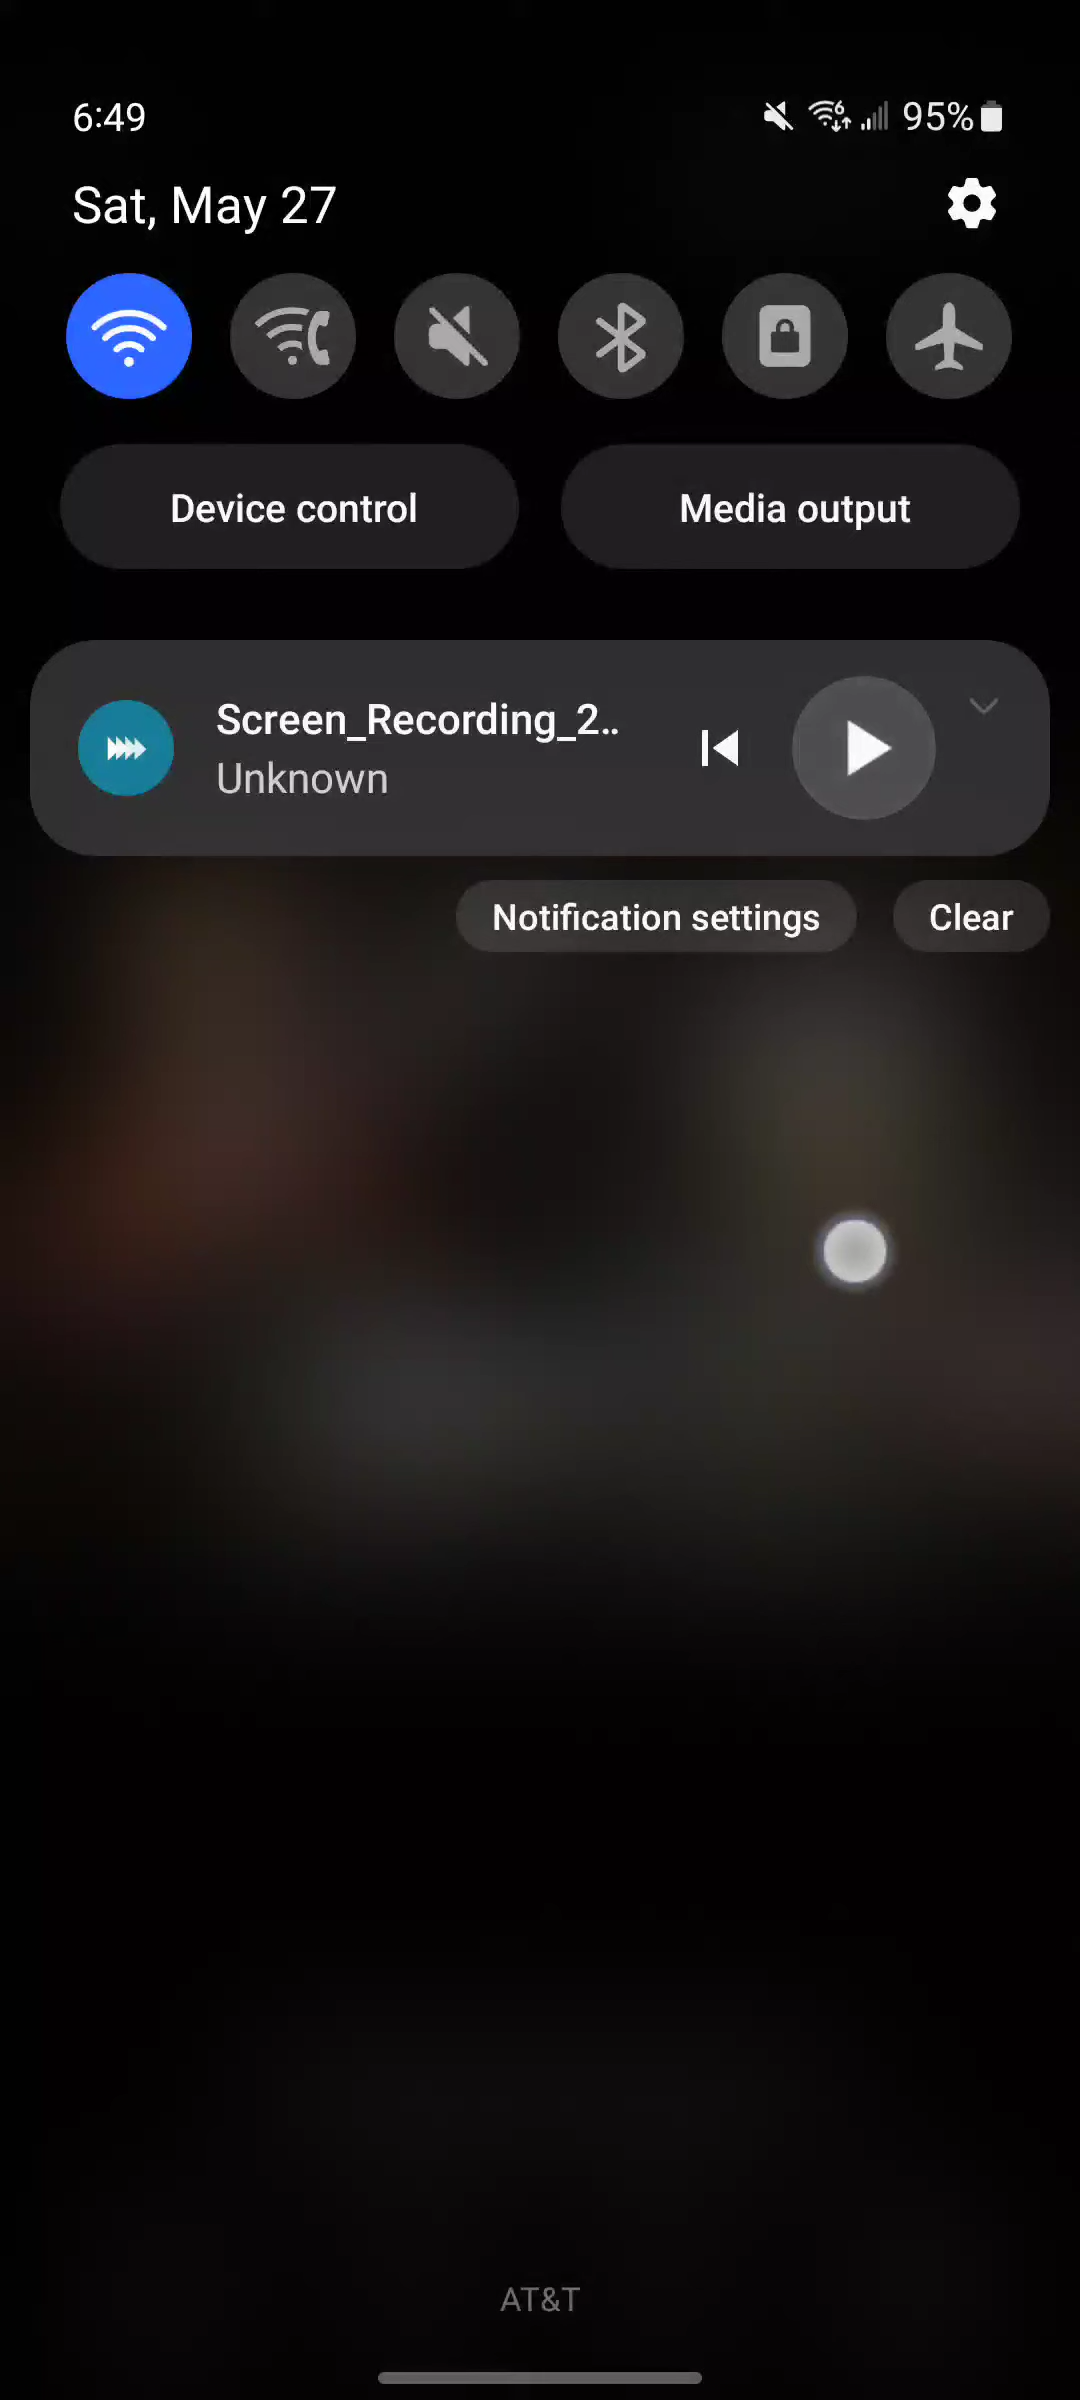 6:49
95%
Sat, May 27
Device control
Media output
Screen_Recording_2..
Unknown
Notification settings
Clear
AT&T